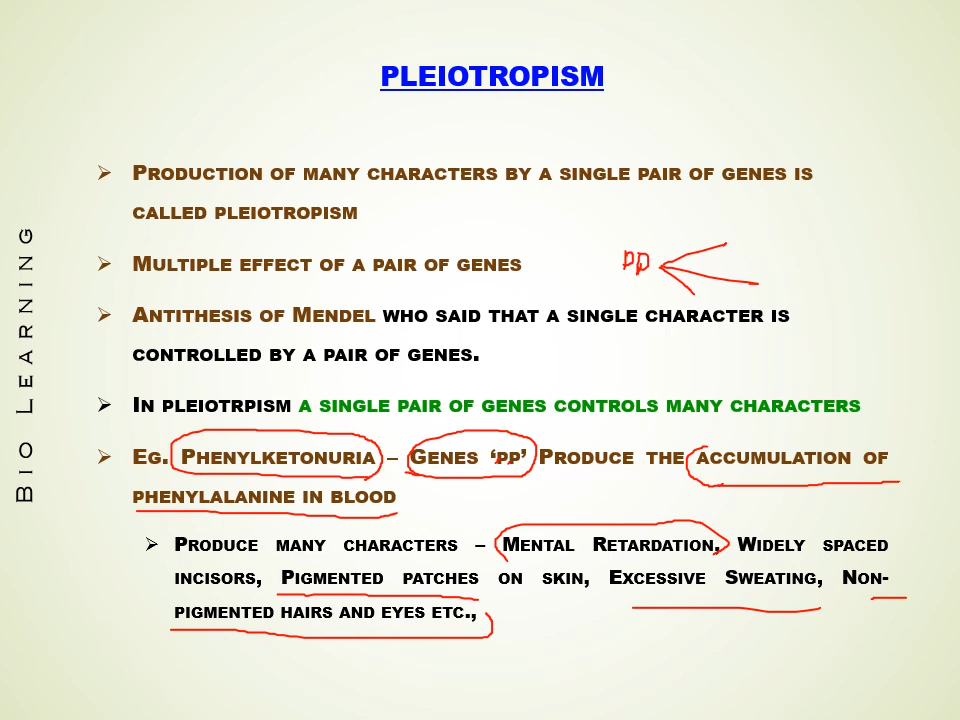 PLEIOTROPISM
PRODUCTION OF MANY CHARACTERS BY A SINGLE PAIR OF GENES IS
CALLED PLEIOTROPISM
MULTIPLE EFFECT OF A PAIR OF GENES
pp
ANTITHESIS OF MENDEL WHO SAID THAT A SINGLE CHARACTER IS
CONTROLLED BY A PAIR OF GENES.
IN PLEIOTRPISM A SINGLE PAIR OF GENES CONTROLS MANY CHARACTERS
EG. PHENYLKETONURIA – GENES ‘PP’ PRODUCE THE ACCUMULATION OF
PHENYLALANINE IN BLOOD
PRODUCE MANY CHARACTERS – MENTAL RETARDATION, WIDELY SPACED
INCISORS, PIGMENTED PATCHES ON SKIN, EXCESSIVE SWEATING, NON-
PIGMENTED HAIRS AND EYES ETC.,
BIO LEARNING